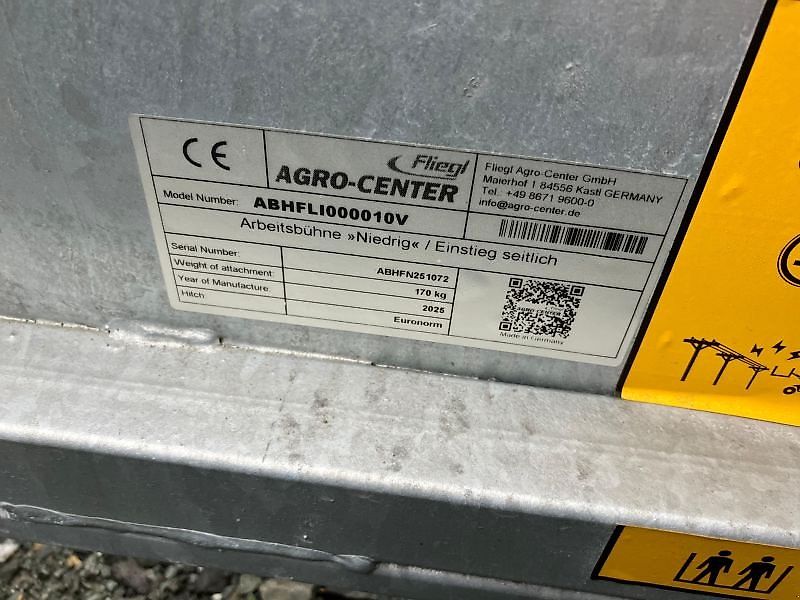 CE
Fliegl
AGRO-CENTER
Fliegl Agro-Center GmbH
Maierhof 1 84556 Kastl GERMANY
Tel.: +49 8671 9600-0
info@agro-center.de
Model Number: ABHFLI000010V
Arbeitsbühne »Niedrig« / Einstieg seitlich
Serial Number: ABHFN251072
Weight of attachment: 170 kg
Year of Manufacture: 2025
Hitch: Euronorm
AGRO-CENTER
Made in Germany